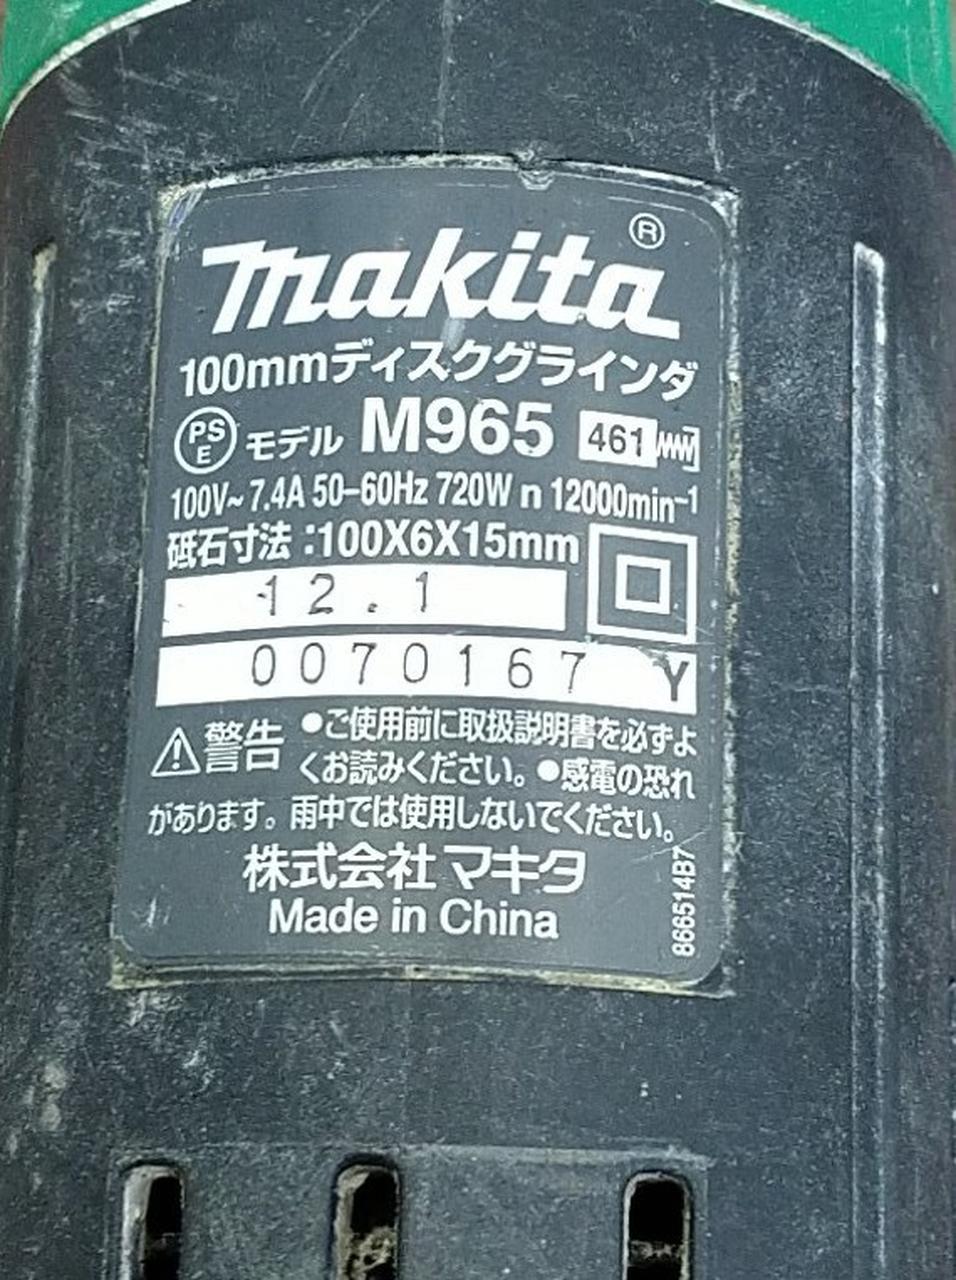 makita®
100mmディスクグラインダ
PS E モデル M965 461
100V~ 7.4A 50-60Hz 720W n 12000min⁻¹
砥石寸法:100X6X15mm
12.1
0070167 Y
警告 ●ご使用前に取扱説明書を必ずよ
くお読みください。●感電の恐れ
があります。雨中では使用しないでください。
株式会社 マキタ
Made in China
866514B7